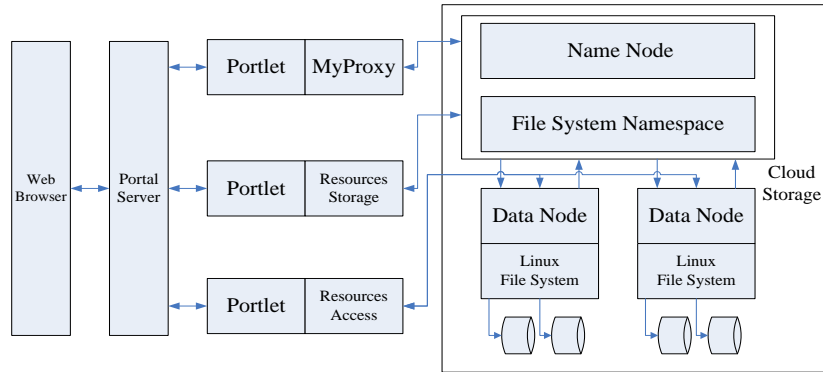 Web
Browser
Portal
Server
Portlet
MyProxy
Portlet
Resources
Storage
Portlet
Resources
Access
Name Node
File System Namespace
Cloud
Storage
Data Node
Linux
File System
Data Node
Linux
File System